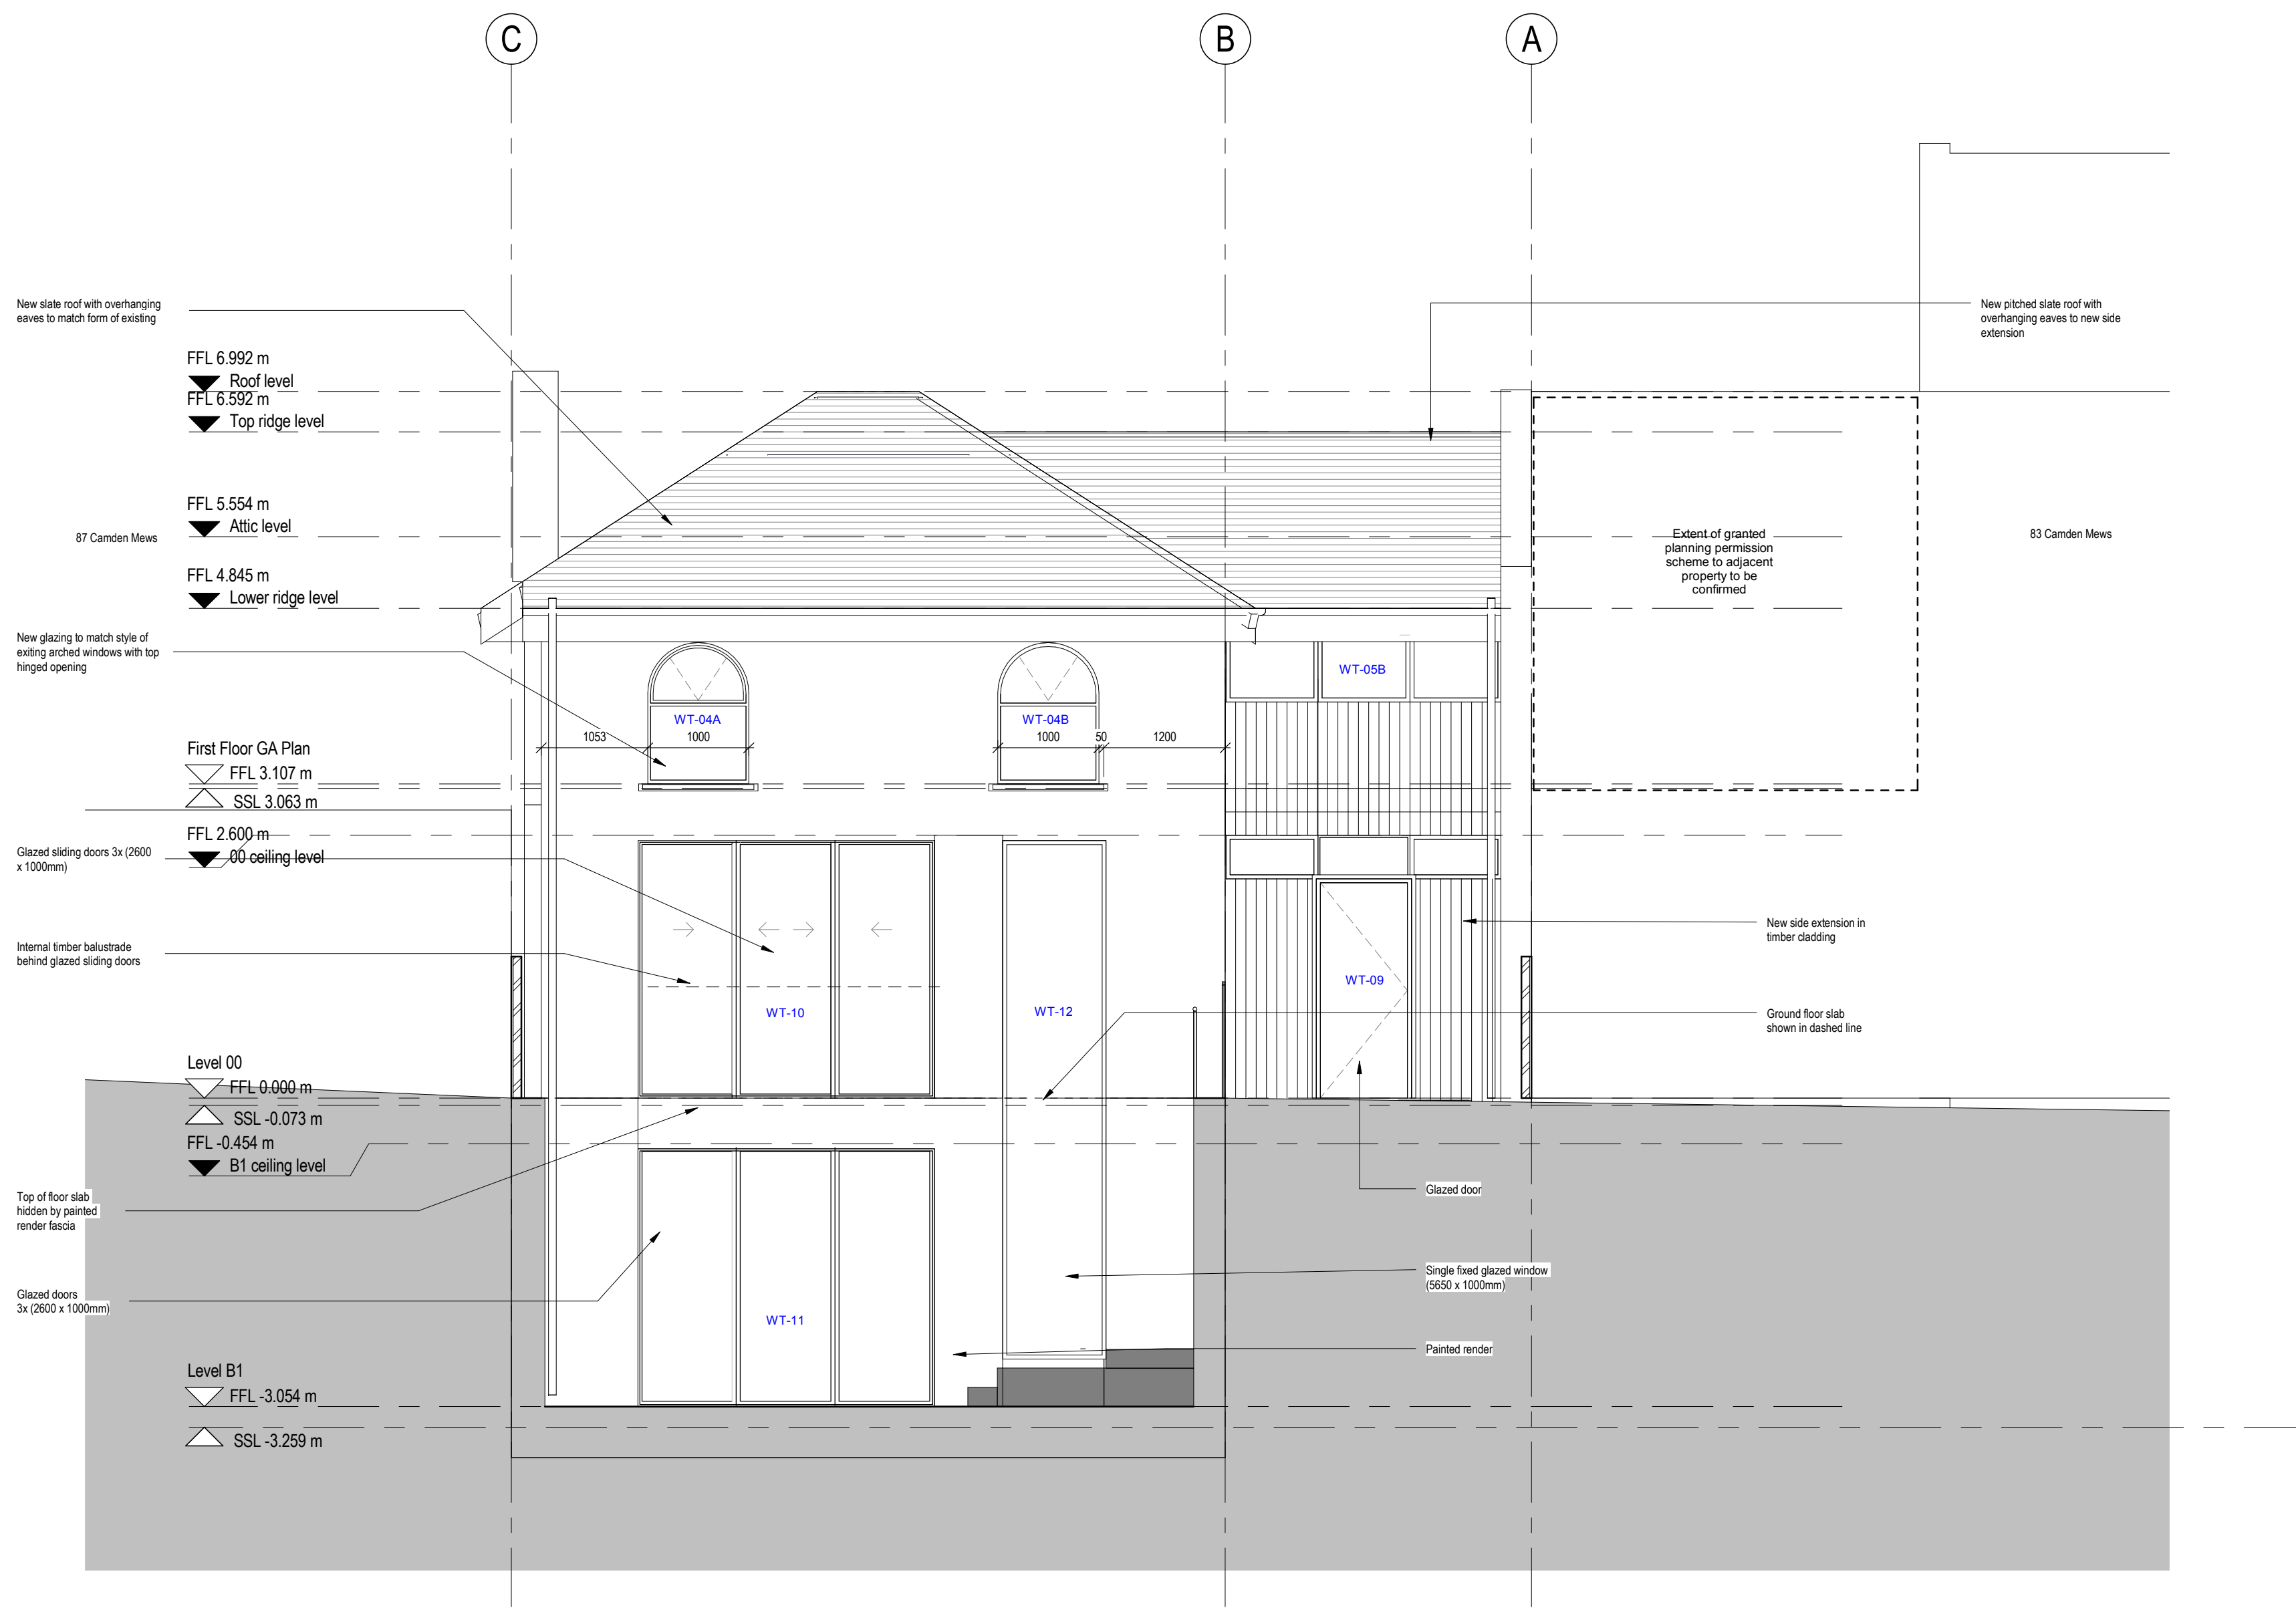 C
B
A
New slate roof with overhanging
eaves to match form of existing
New pitched slate roof with
overhanging eaves to new side
extension
FFL 6.992 m
Roof level
FFL 6.592 m
Top ridge level
FFL 5.554 m
Attic level
87 Camden Mews
Extent of granted
planning permission
scheme to adjacent
property to be
confirmed
83 Camden Mews
FFL 4.845 m
Lower ridge level
New glazing to match style of
exiting arched windows with top
hinged opening
WT-05B
WT-04A
WT-04B
1053
1000
1000
50
1200
First Floor GA Plan
FFL 3.107 m
SSL 3.063 m
FFL 2.600 m
00 ceiling level
Glazed sliding doors 3x (2600
x 1000mm)
New side extension in
timber cladding
Internal timber balustrade
behind glazed sliding doors
WT-09
WT-10
WT-12
Ground floor slab
shown in dashed line
Level 00
FFL 0.000 m
SSL -0.073 m
FFL -0.454 m
B1 ceiling level
Top of floor slab
hidden by painted
render fascia
Glazed door
Single fixed glazed window
(5650 x 1000mm)
Glazed doors
3x (2600 x 1000mm)
WT-11
Painted render
Level B1
FFL -3.054 m
SSL -3.259 m